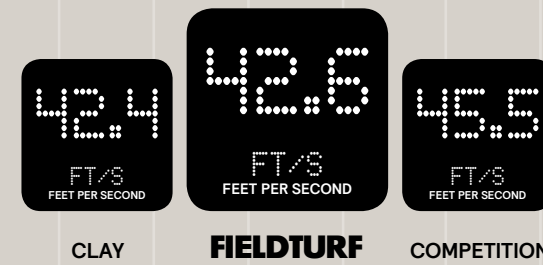 42.4
FT/S
FEET PER SECOND
CLAY
42.6
FT/S
FEET PER SECOND
FIELDTURF
45.5
FT/S
FEET PER SECOND
COMPETITION